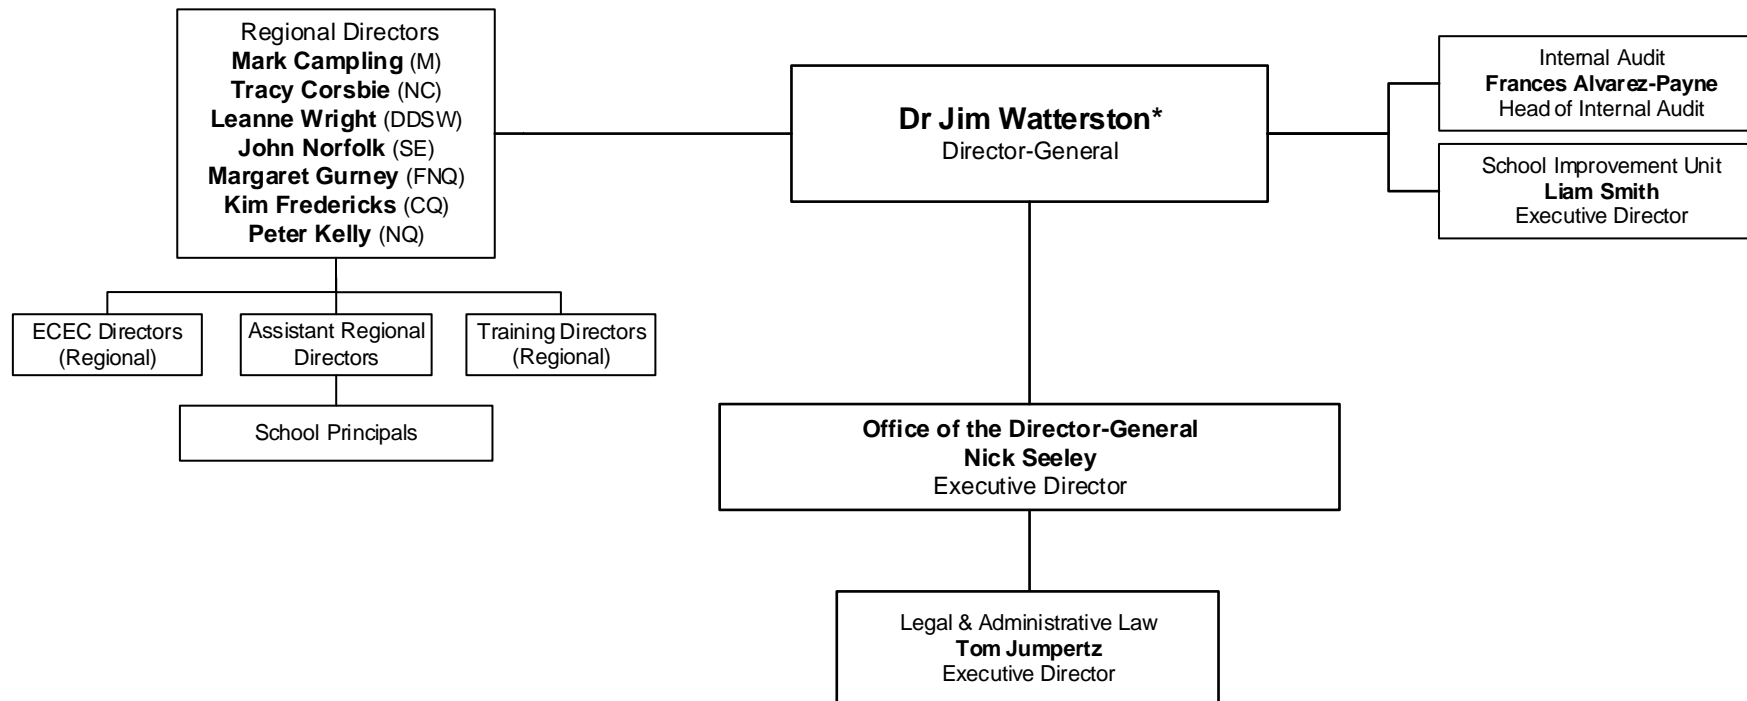 Regional Directors
Mark Campling (M)
Tracy Corsbie (NC)
Leanne Wright (DDSW)
John Norfolk (SE)
Margaret Gurney (FNQ)
Kim Fredericks (CQ)
Peter Kelly (NQ)
ECEC Directors
(Regional)
Assistant Regional
Directors
Training Directors
(Regional)
School Principals
Dr Jim Watterston*
Director-General
Internal Audit
Frances Alvarez-Payne
Head of Internal Audit
School Improvement Unit
Liam Smith
Executive Director
Office of the Director-General
Nick Seeley
Executive Director
Legal & Administrative Law
Tom Jumpertz
Executive Director